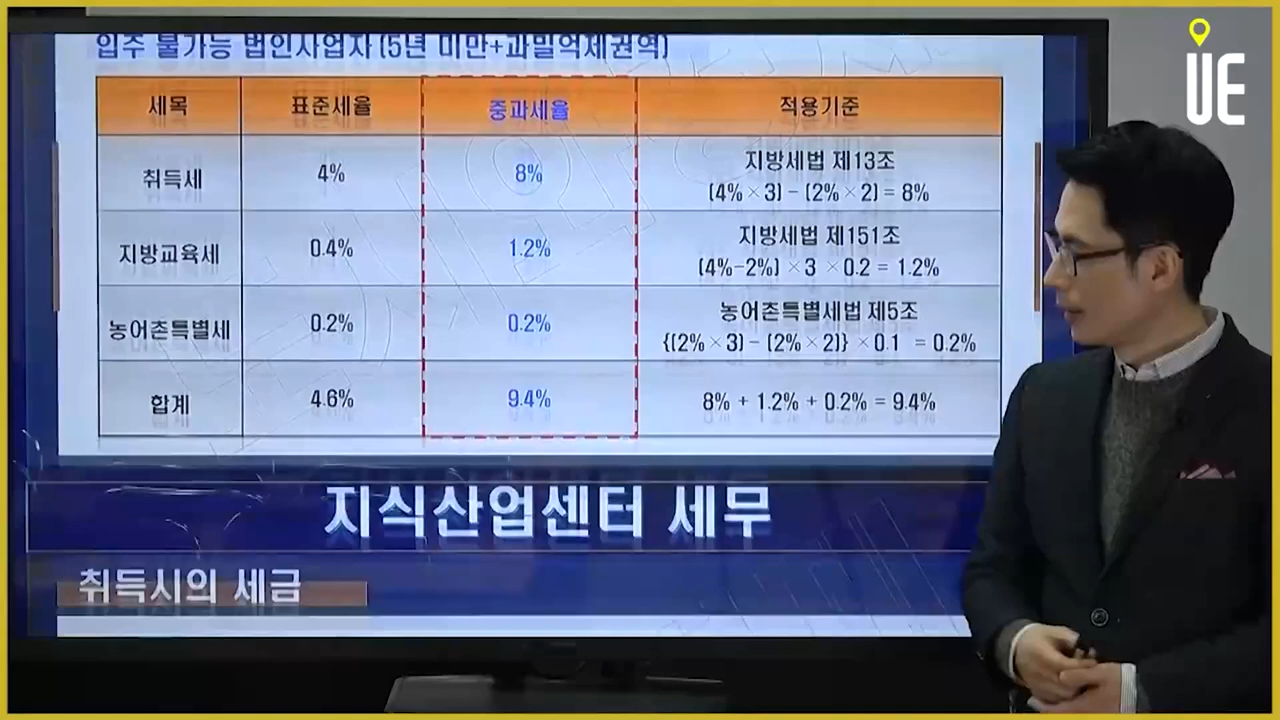 입주 불가능 법인사업자 (5년 미만+과밀억제권역)
UE
세목 표준세율 중과세율 적용기준
취득세 4% 8% 지방세법 제13조
(4%×3) - (2%×2) = 8%
지방교육세 0.4% 1.2% 지방세법 제151조
(4%-2%) ×3 ×0.2 = 1.2%
농어촌특별세 0.2% 0.2% 농어촌특별세법 제5조
{(2%×3) - (2%×2)} ×0.1 = 0.2%
합계 4.6% 9.4% 8% + 1.2% + 0.2% = 9.4%
지식산업센터 세무
취득시의 세금